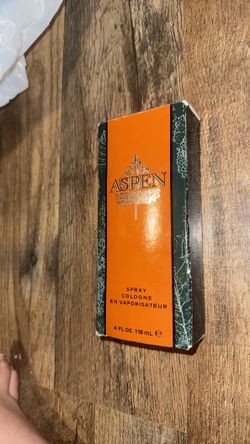 ASPEN
SPRAY
COLOGNE
EN VAPORISATEUR
4 FL OZ 118 mL ℮